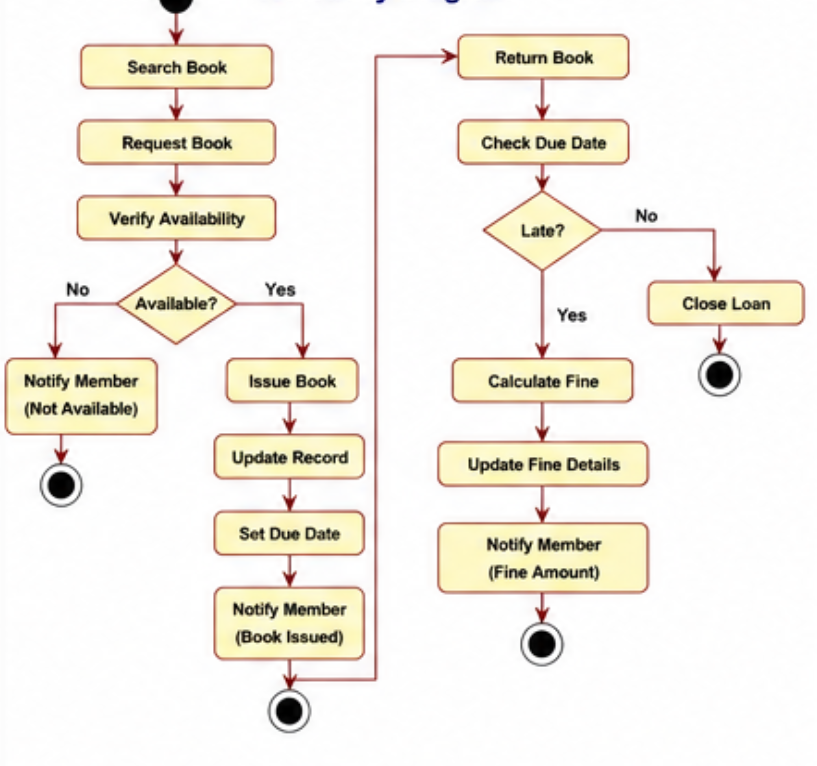 Search Book
Request Book
Verify Availability
Available?
No
Yes
Notify Member
(Not Available)
Issue Book
Update Record
Set Due Date
Notify Member
(Book Issued)
Return Book
Check Due Date
Late?
No
Yes
Close Loan
Calculate Fine
Update Fine Details
Notify Member
(Fine Amount)